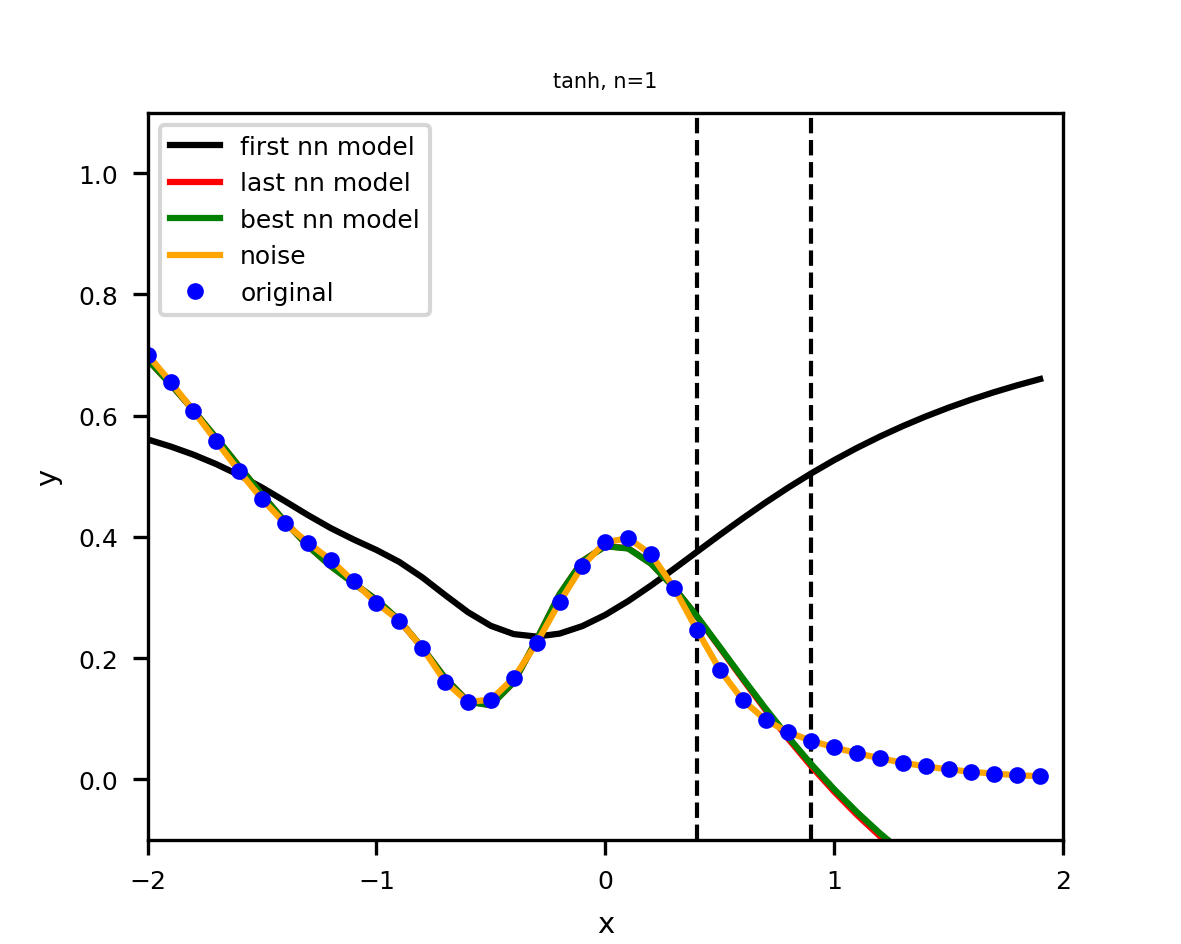 tanh, n=1
first nn model
last nn model
best nn model
noise
original
1.0
0.8
0.6
0.4
0.2
0.0
y
−2
−1
0
1
2
x